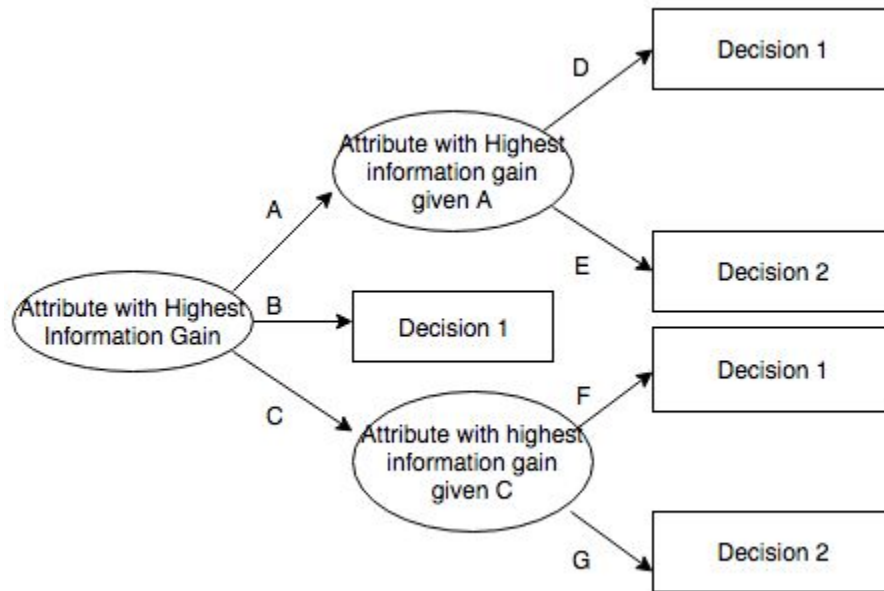 D
Decision 1
Attribute with Highest
information gain
given A
A
E
Decision 2
Attribute with Highest
Information Gain
B
Decision 1
C
F
Decision 1
Attribute with highest
information gain
given C
G
Decision 2